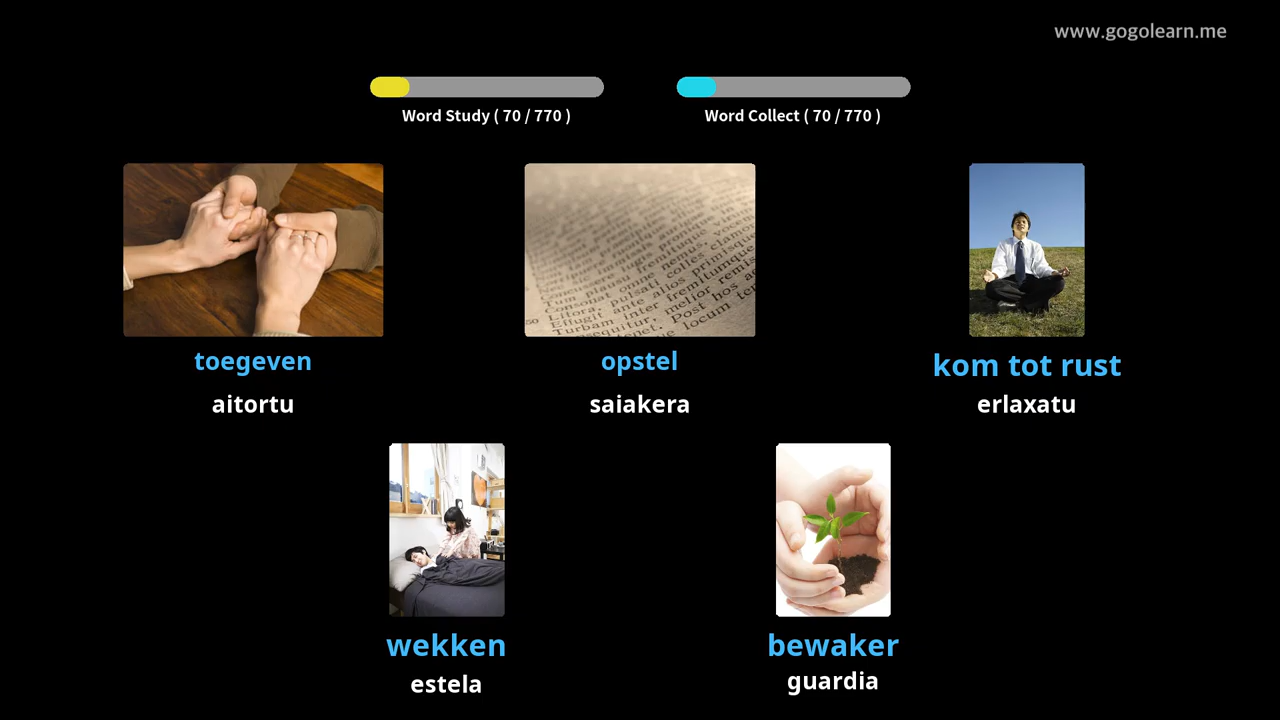 www.gogolearn.me
Word Study ( 70 / 770 )
Word Collect ( 70 / 770 )
toegeven
aitortu
opstel
saiakera
kom tot rust
erlaxatu
wekken
estela
bewaker
guardia